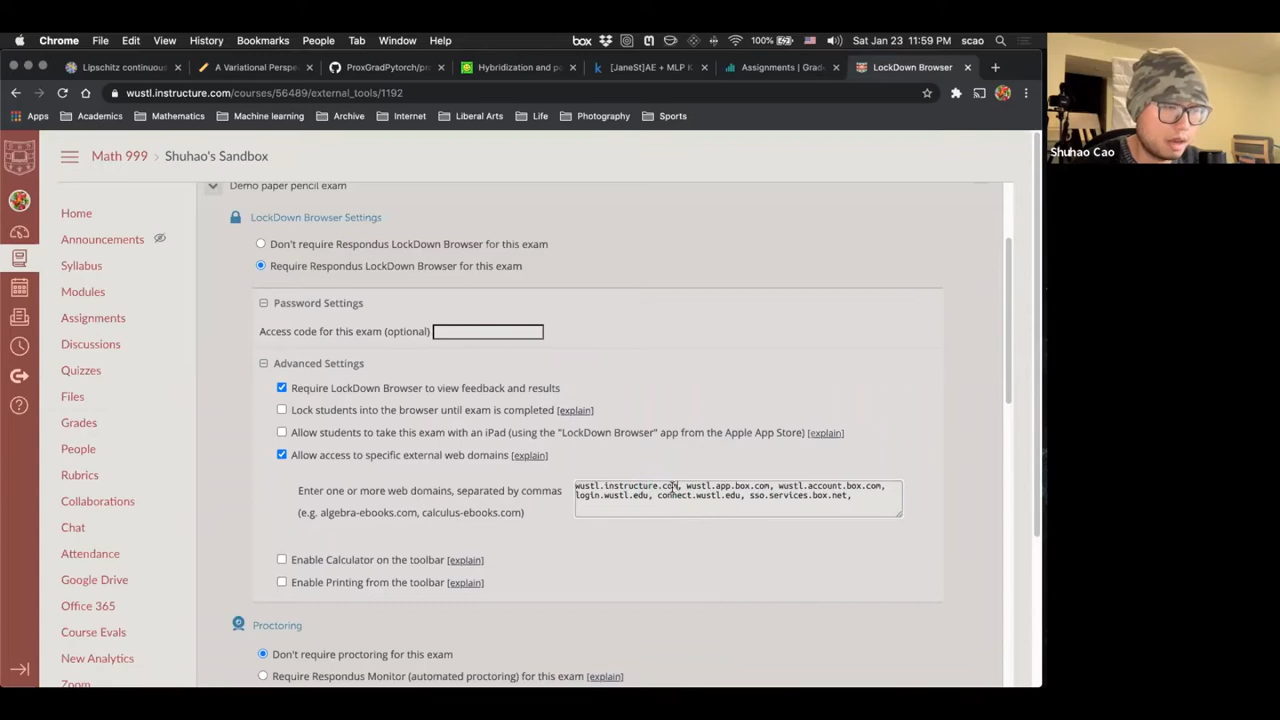 Chrome File Edit View History Bookmarks People Tab Window Help box 100% Sat Jan 23 11:59 PM scao
Lipschitz continuous A Variational Perspe ProxGradPytorch/pro Hybridization and pa [JaneSt]AE + MLP K Assignments | Grade LockDown Browser
wustl.instructure.com/courses/56489/external_tools/1192
Apps Academics Mathematics Machine learning Archive Internet Liberal Arts Life Photography Sports
Shuhao Cao
Math 999 > Shuhao's Sandbox
Home
Announcements
Syllabus
Modules
Assignments
Discussions
Quizzes
Files
Grades
People
Rubrics
Collaborations
Chat
Attendance
Google Drive
Office 365
Course Evals
New Analytics
Zoom
Demo paper pencil exam
LockDown Browser Settings
Don't require Respondus LockDown Browser for this exam
Require Respondus LockDown Browser for this exam
Password Settings
Access code for this exam (optional)
Advanced Settings
Require LockDown Browser to view feedback and results
Lock students into the browser until exam is completed [explain]
Allow students to take this exam with an iPad (using the "LockDown Browser" app from the Apple App Store) [explain]
Allow access to specific external web domains [explain]
Enter one or more web domains, separated by commas
(e.g. algebra-ebooks.com, calculus-ebooks.com)
wustl.instructure.com, wustl.app.box.com, wustl.account.box.com,
login.wustl.edu, connect.wustl.edu, sso.services.box.net,
Enable Calculator on the toolbar [explain]
Enable Printing from the toolbar [explain]
Proctoring
Don't require proctoring for this exam
Require Respondus Monitor (automated proctoring) for this exam [explain]